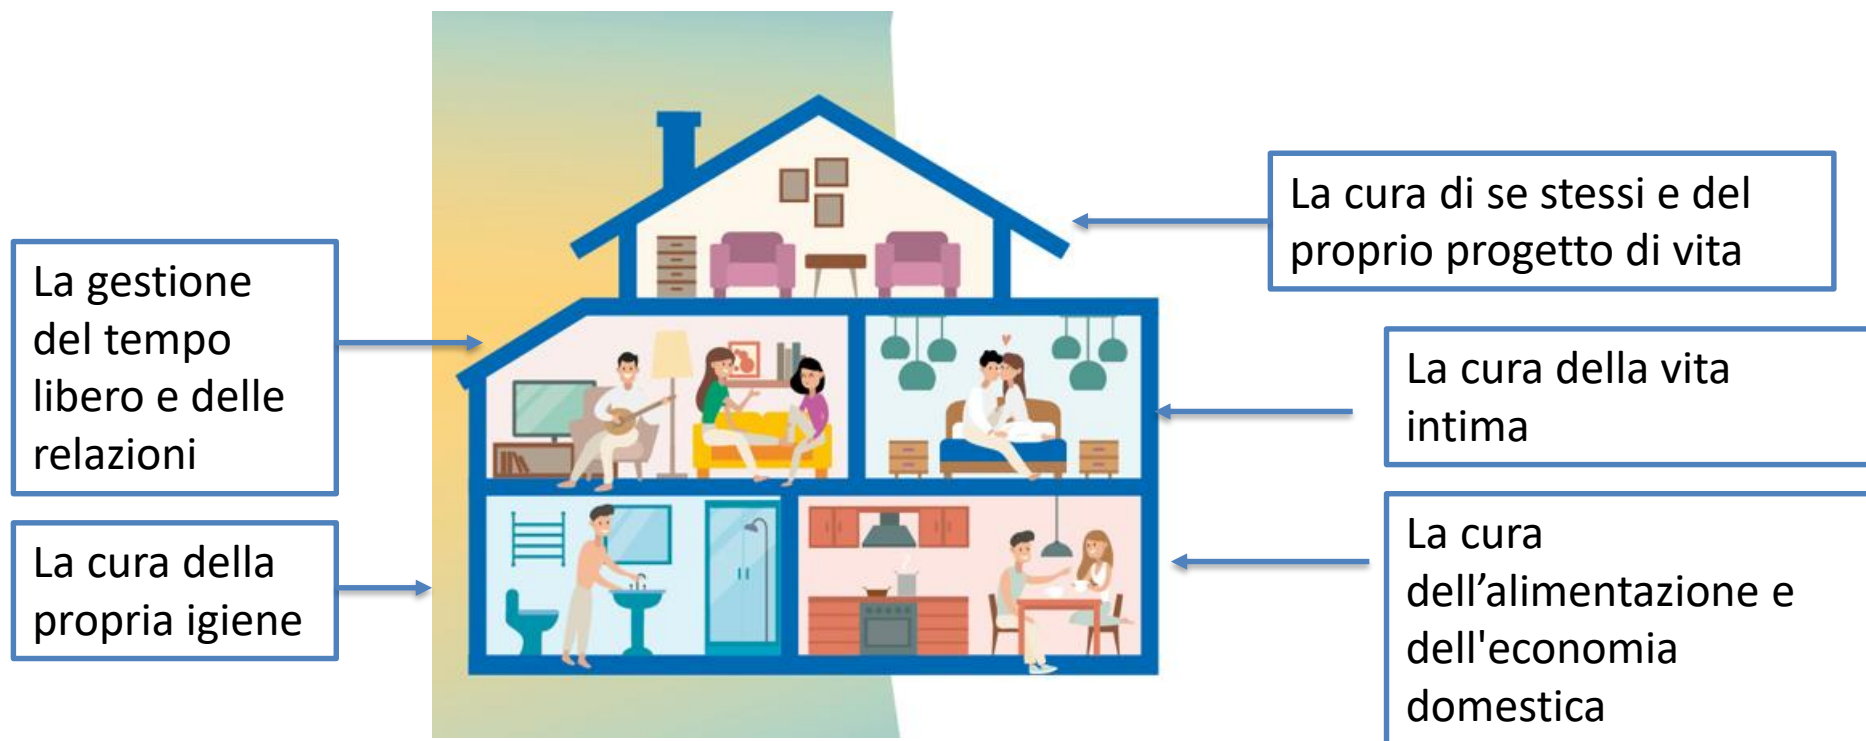 La gestione
del tempo
libero e delle
relazioni
La cura della
propria igiene
La cura di se stessi e del
proprio progetto di vita
La cura della vita
intima
La cura
dell’alimentazione e
dell'economia
domestica